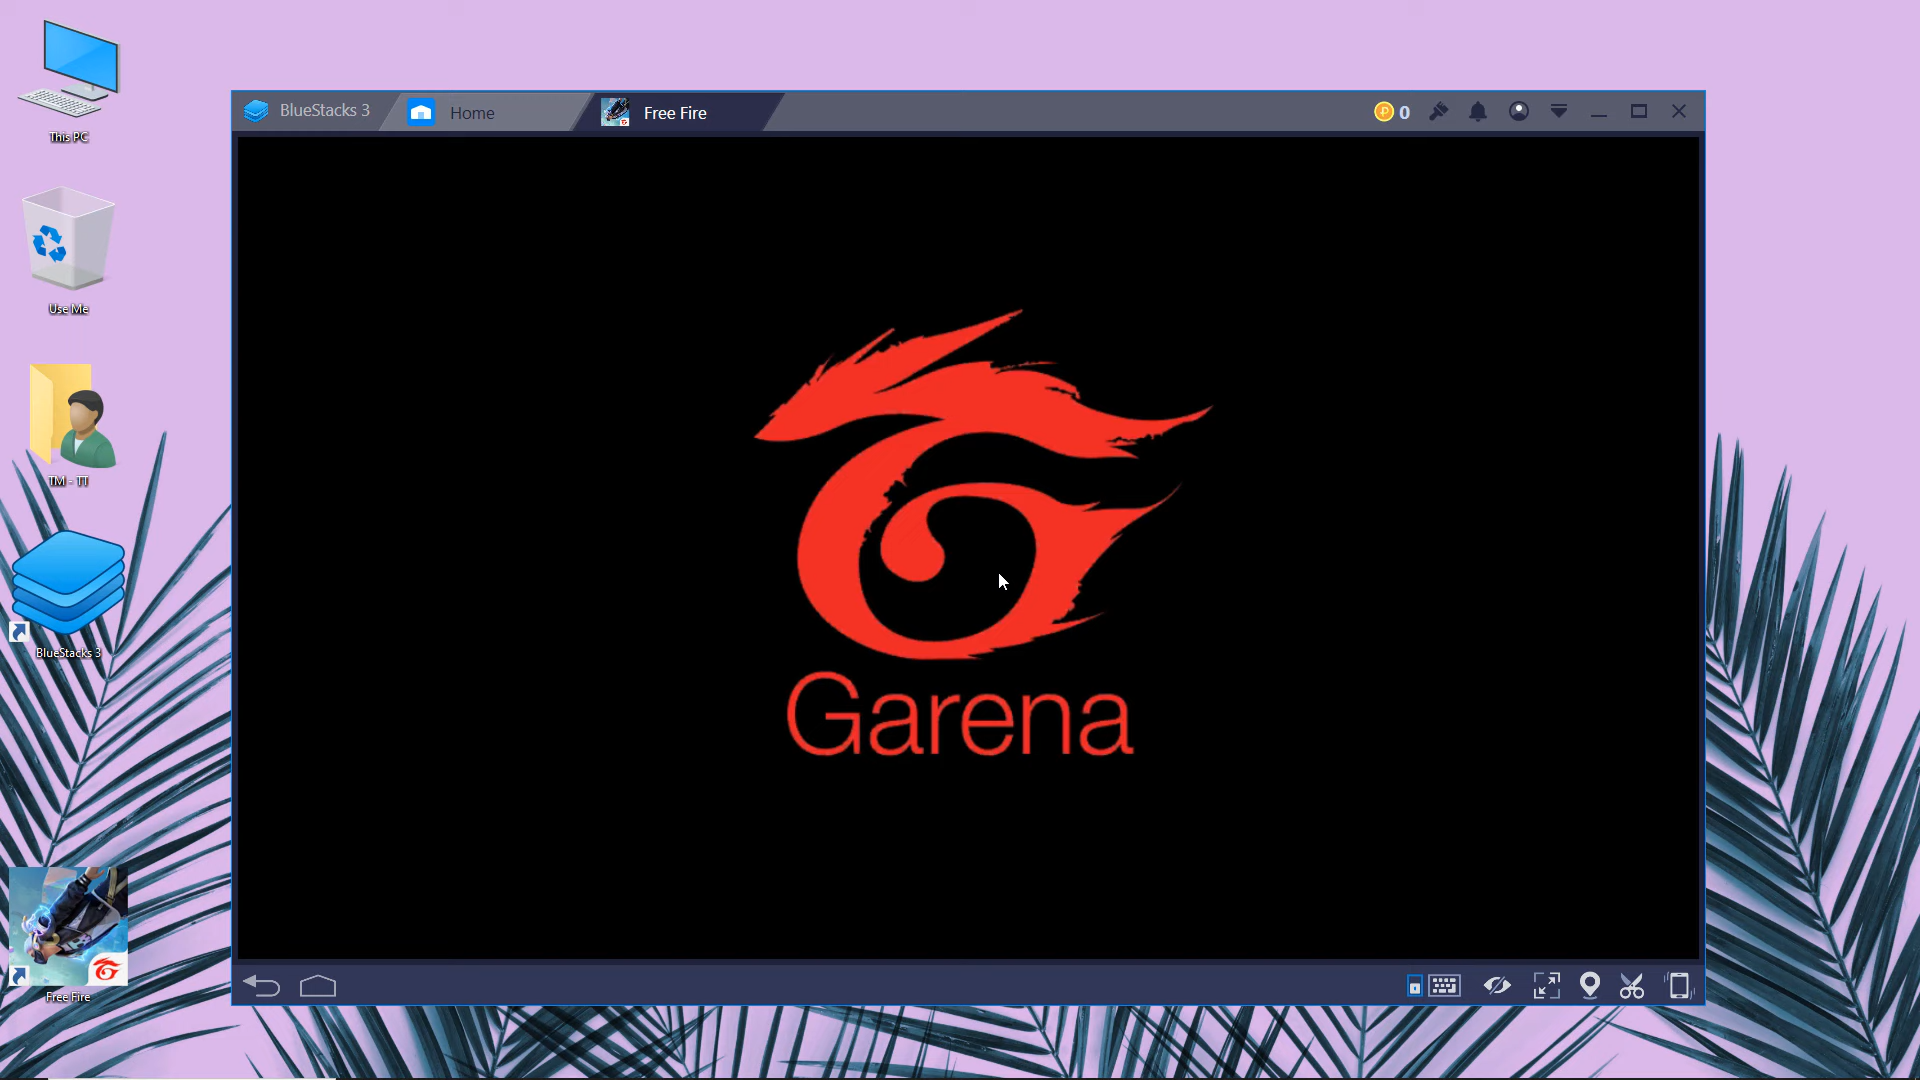 This PC
Use Me
TM - TT
BlueStacks 3
Free Fire
BlueStacks 3
Home
Free Fire
0
Garena